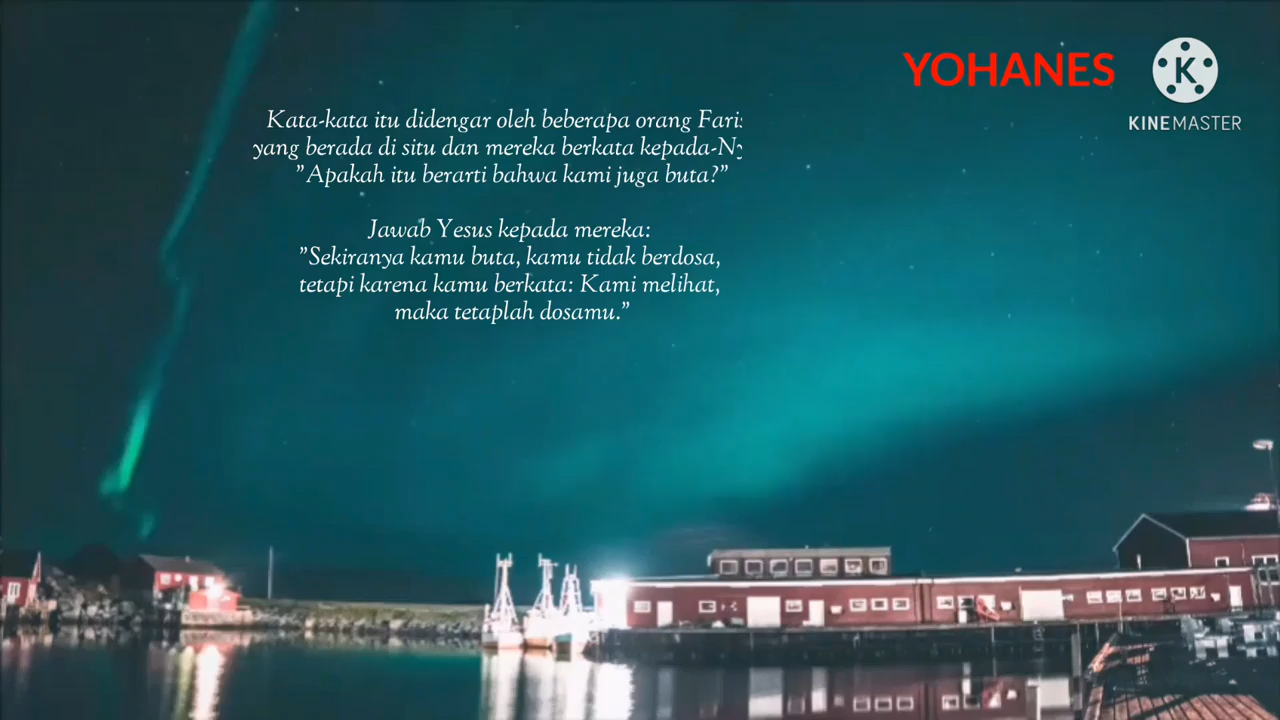 YOHANES
KINEMASTER
Kata-kata itu didengar oleh beberapa orang
yang berada di situ dan mereka berkata
"Apakah itu berarti bahwa kami juga buta?"
Jawab Yesus kepada mereka:
"Sekiranya kamu buta, kamu tidak berdosa,
tetapi karena kamu berkata: Kami melihat,
maka tetaplah dosamu."